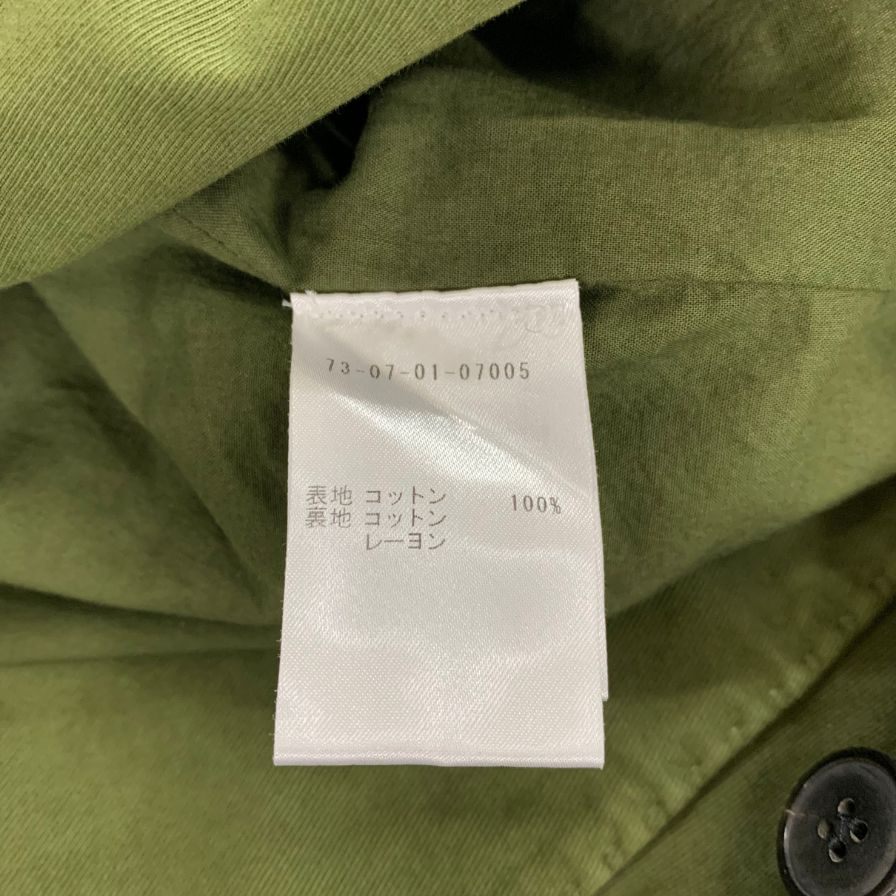 73-07-01-07005
表地 コットン 100%
裏地 コットン
レーヨン